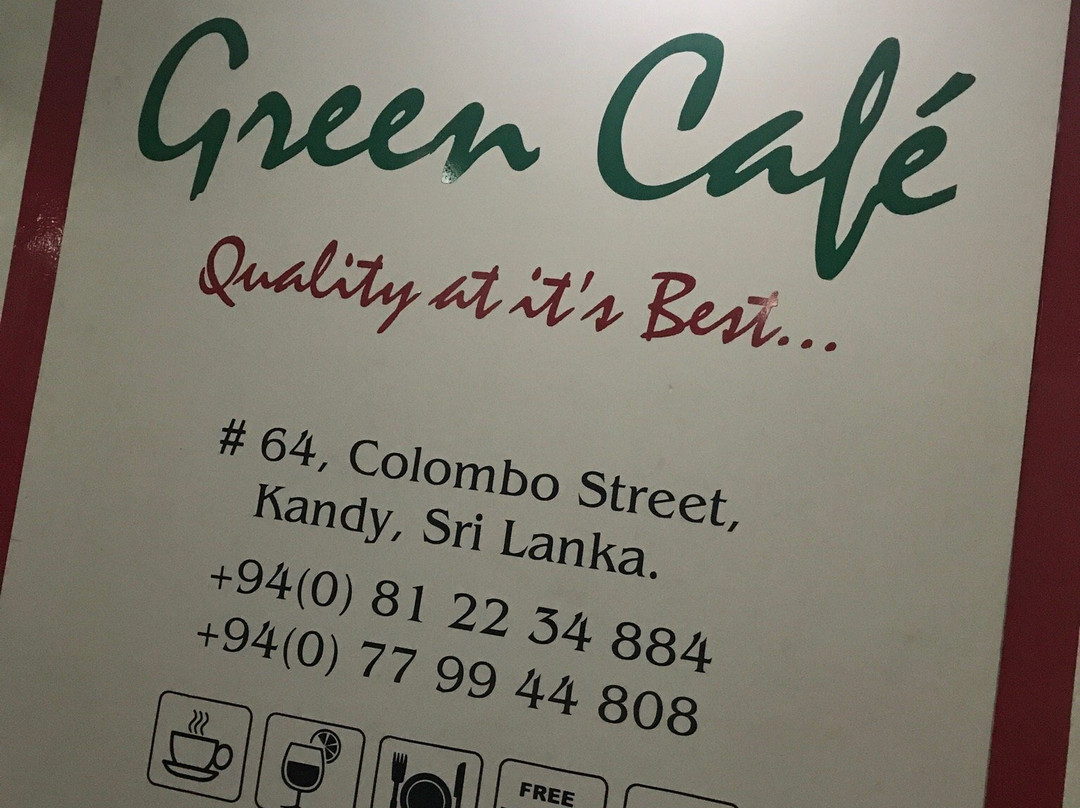 Green Café
Quality at it's Best...
# 64, Colombo Street,
Kandy, Sri Lanka.
+94(0) 81 22 34 884
+94(0) 77 99 44 808
FREE